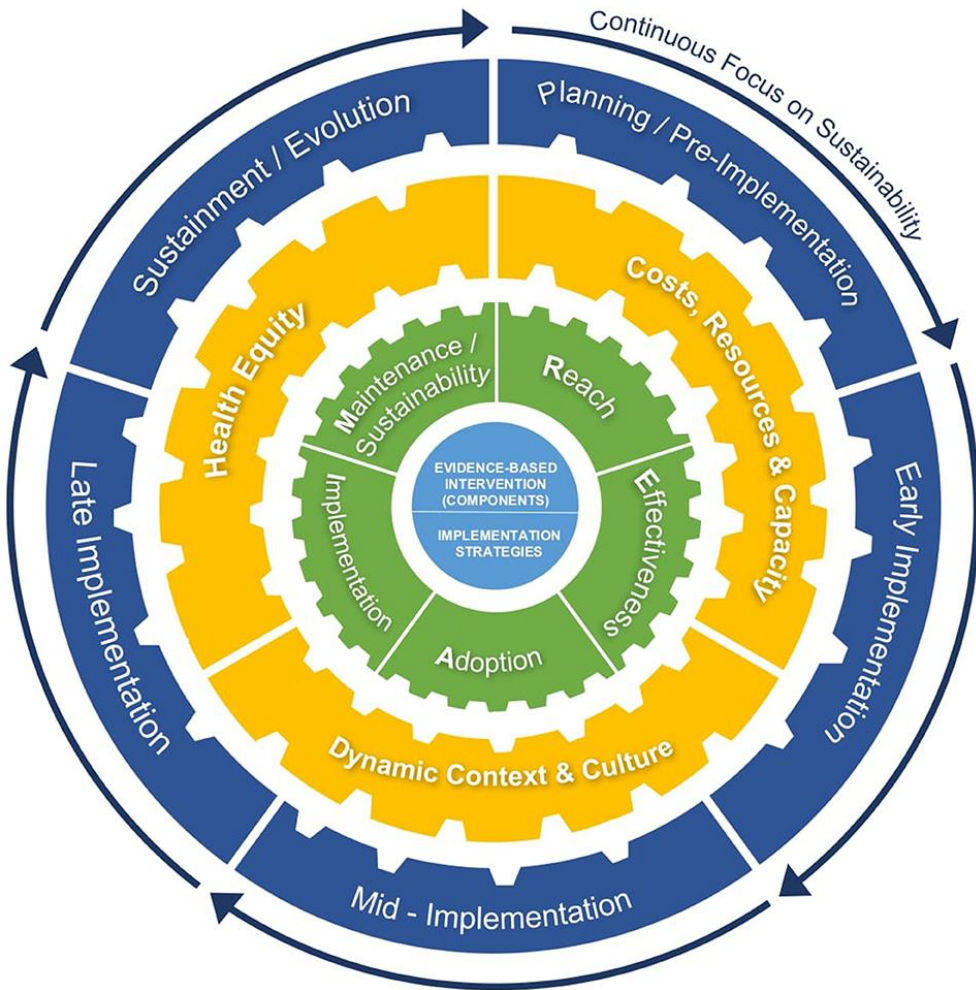 Continuous Focus on Sustainability
Planning / Pre-Implementation
Early Implementation
Mid - Implementation
Late Implementation
Sustainment / Evolution
Costs, Resources & Capacity
Dynamic Context & Culture
Health Equity
Reach
Effectiveness
Adoption
Implementation
Maintenance /
Sustainability
EVIDENCE-BASED
INTERVENTION
(COMPONENTS)
IMPLEMENTATION
STRATEGIES